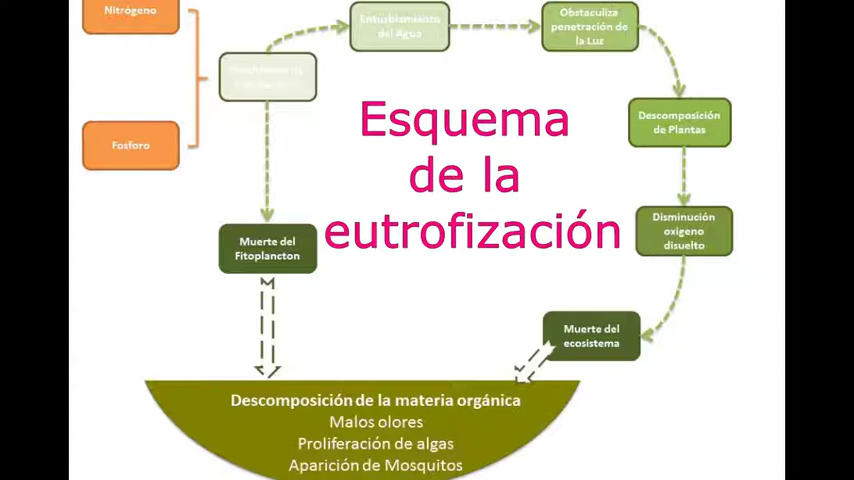 Nitrógeno
Fosforo
Enturbiamiento
del Agua
Obstaculiza
penetración de
la Luz
Descomposición
de Plantas
Disminución
oxigeno
disuelto
Muerte del
ecosistema
Muerte del
Fitoplancton
Esquema
de la
eutrofización
Descomposición de la materia orgánica
Malos olores
Proliferación de algas
Aparición de Mosquitos